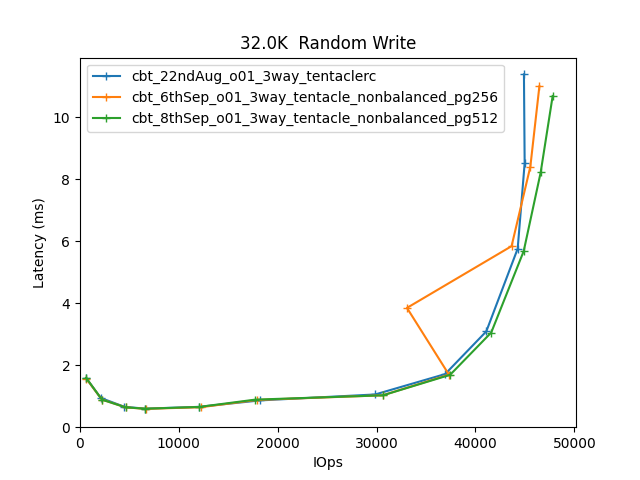 32.0K  Random Write
cbt_22ndAug_o01_3way_tentaclerc
cbt_6thSep_o01_3way_tentacle_nonbalanced_pg256
cbt_8thSep_o01_3way_tentacle_nonbalanced_pg512
Latency (ms)
10
8
6
4
2
0
0 10000 20000 30000 40000 50000
IOps